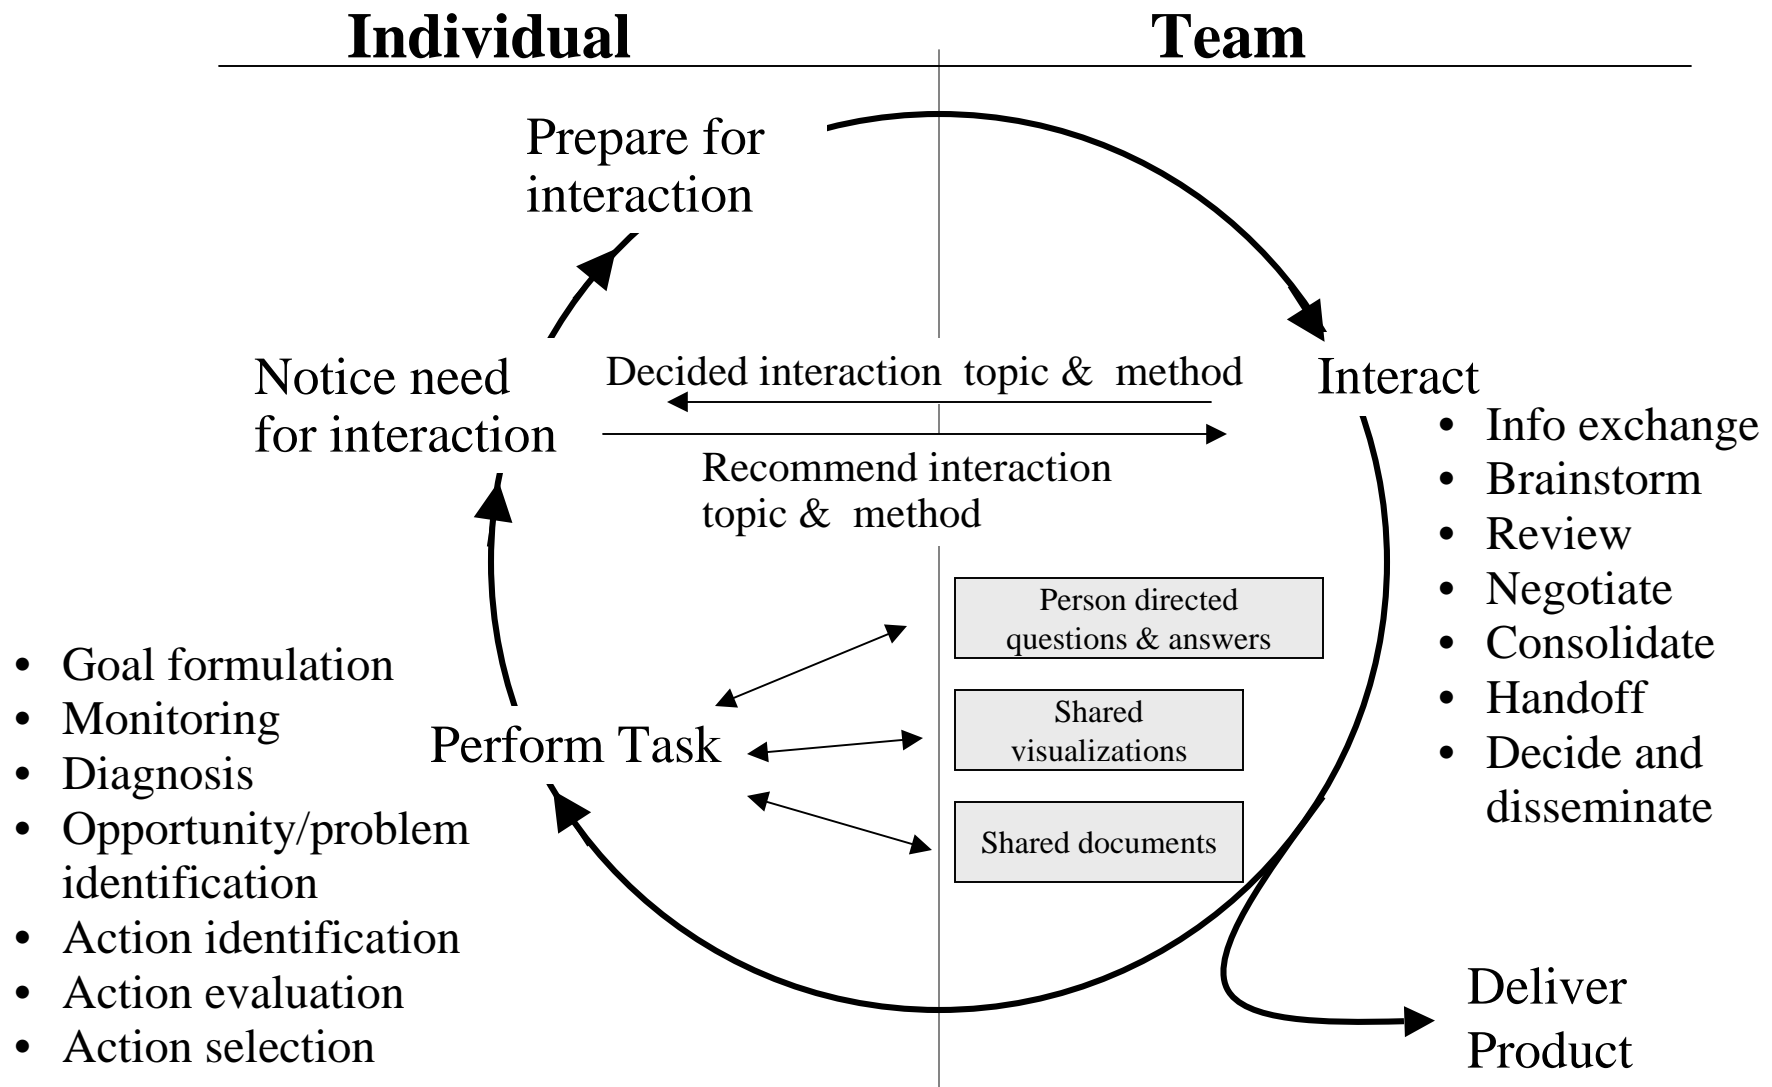 Individual
Team
Prepare for
interaction
Notice need
for interaction
Decided interaction topic & method
Recommend interaction
topic & method
Interact
• Info exchange
• Brainstorm
• Review
• Negotiate
• Consolidate
• Handoff
• Decide and
disseminate
Person directed
questions & answers
Shared
visualizations
Shared documents
Perform Task
• Goal formulation
• Monitoring
• Diagnosis
• Opportunity/problem
identification
• Action identification
• Action evaluation
• Action selection
Deliver
Product